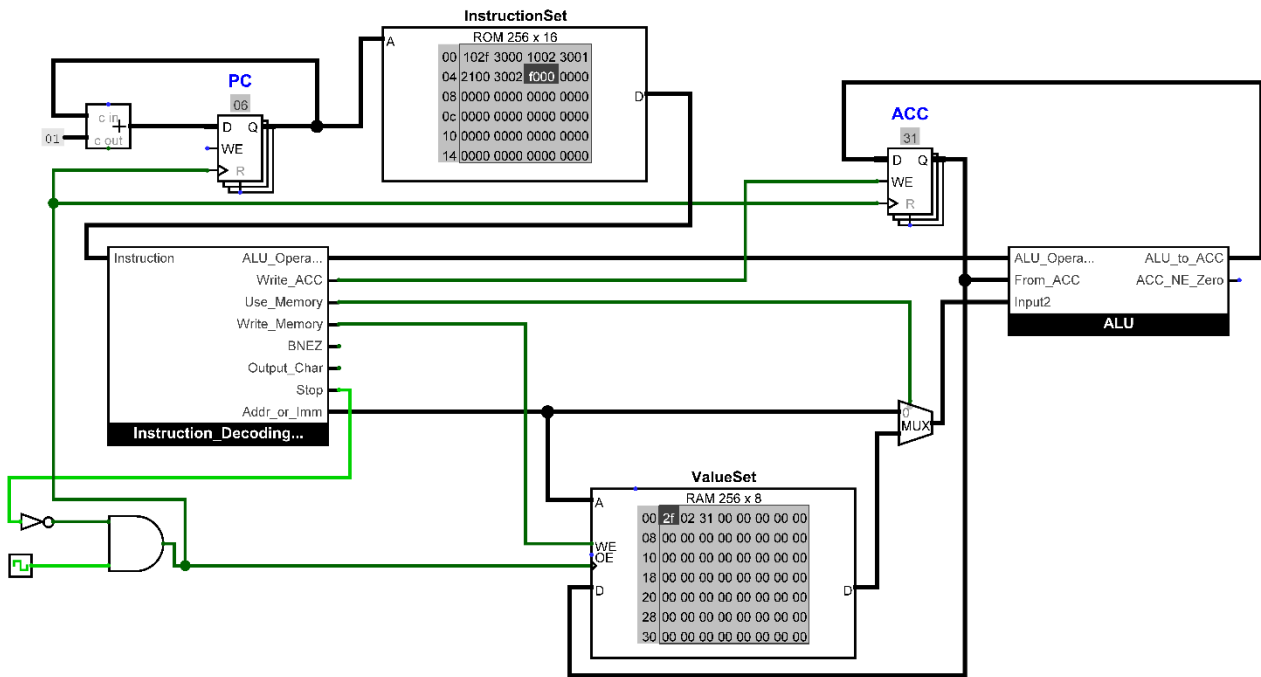 InstructionSet
ROM 256 x 16
A
00 102f 3000 1002 3001
04 2100 3002 f000 0000
08 0000 0000 0000 0000
0c 0000 0000 0000 0000
10 0000 0000 0000 0000
14 0000 0000 0000 0000
D
PC
06
D Q
WE
R
c in
+
c out
01
ACC
31
D Q
WE
R
Instruction
ALU_Opera...
Write_ACC
Use_Memory
Write_Memory
BNEZ
Output_Char
Stop
Addr_or_Imm
Instruction_Decoding...
ALU_Opera... ALU_to_ACC
From_ACC ACC_NE_Zero
Input2
ALU
0
MUX
ValueSet
RAM 256 x 8
A
00 2f 02 31 00 00 00 00 00
08 00 00 00 00 00 00 00 00
10 00 00 00 00 00 00 00 00
18 00 00 00 00 00 00 00 00
20 00 00 00 00 00 00 00 00
28 00 00 00 00 00 00 00 00
30 00 00 00 00 00 00 00 00
WE
OE
D
D